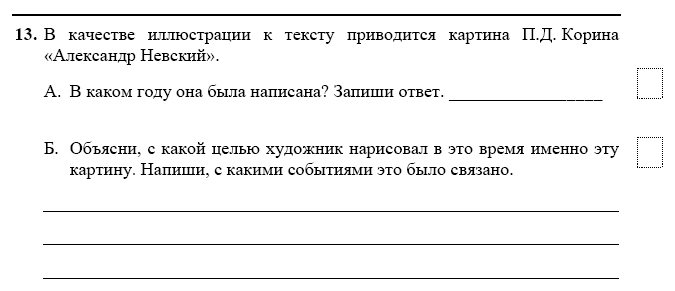 13. В качестве иллюстрации к тексту приводится картина П.Д. Корина
«Александр Невский».
А. В каком году она была написана? Запиши ответ. _________________
Б. Объясни, с какой целью художник нарисовал в это время именно эту
картину. Напиши, с какими событиями это было связано.